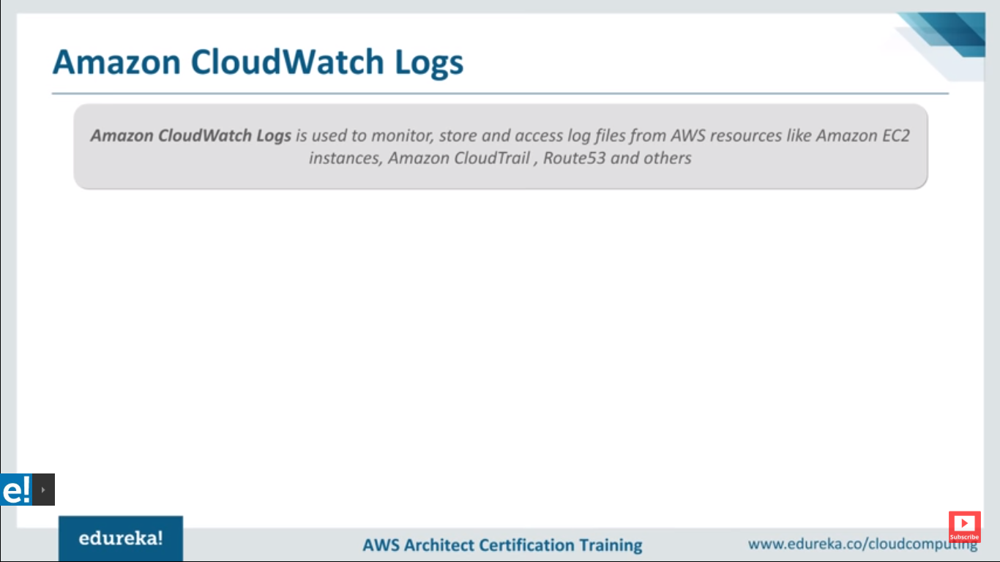 Amazon CloudWatch Logs
Amazon CloudWatch Logs is used to monitor, store and access log files from AWS resources like Amazon EC2
instances, Amazon CloudTrail , Route53 and others
e!
edureka!
AWS Architect Certification Training
www.edureka.co/cloudcomputing
Subscribe